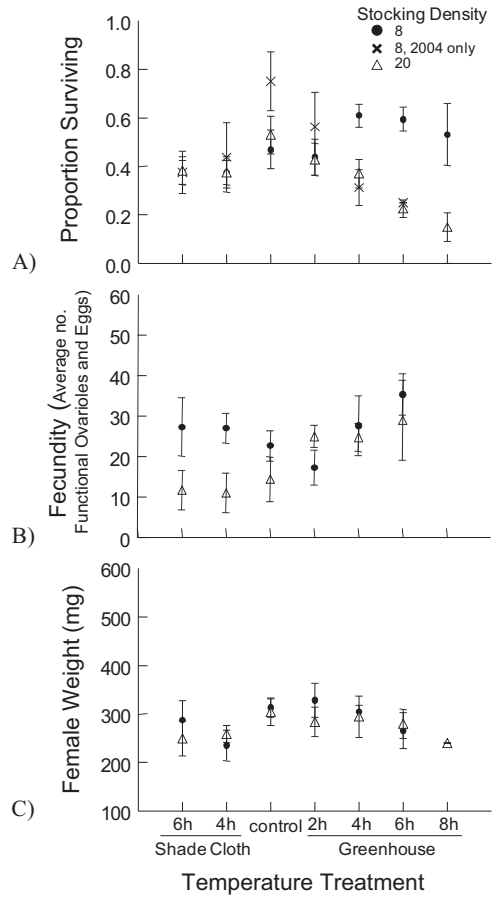 Stocking Density
8
8, 2004 only
20
Proportion Surviving
1.0
0.8
0.6
0.4
0.2
0.0
A)
Fecundity (Average no.
Functional Ovarioles and Eggs)
60
50
40
30
20
10
0
B)
Female Weight (mg)
600
500
400
300
200
100
C)
6h 4h control 2h 4h 6h 8h
Shade Cloth Greenhouse
Temperature Treatment